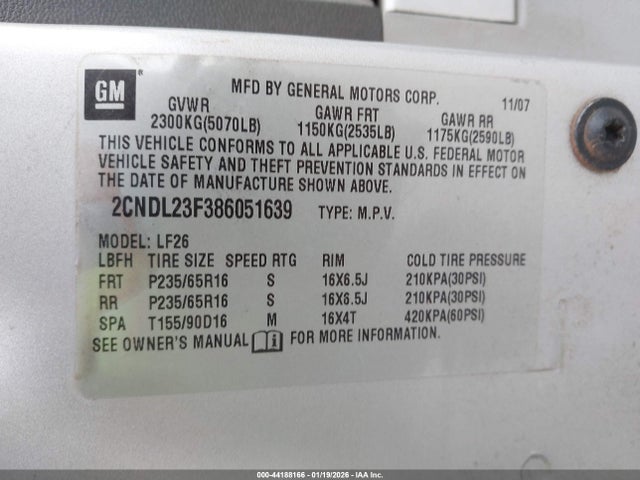 GM ®
MFD BY GENERAL MOTORS CORP. 11/07
GVWR GAWR FRT GAWR RR
2300KG(5070LB) 1150KG(2535LB) 1175KG(2590LB)
THIS VEHICLE CONFORMS TO ALL APPLICABLE U.S. FEDERAL MOTOR
VEHICLE SAFETY AND THEFT PREVENTION STANDARDS IN EFFECT ON
THE DATE OF MANUFACTURE SHOWN ABOVE.
2CNDL23F386051639 TYPE: M.P.V.
MODEL: LF26
LBFH TIRE SIZE SPEED RTG RIM COLD TIRE PRESSURE
FRT P235/65R16 S 16X6.5J 210KPA(30PSI)
RR P235/65R16 S 16X6.5J 210KPA(30PSI)
SPA T155/90D16 M 16X4T 420KPA(60PSI)
SEE OWNER'S MANUAL FOR MORE INFORMATION.
000-44188166 - 01/19/2026 - IAA Inc.